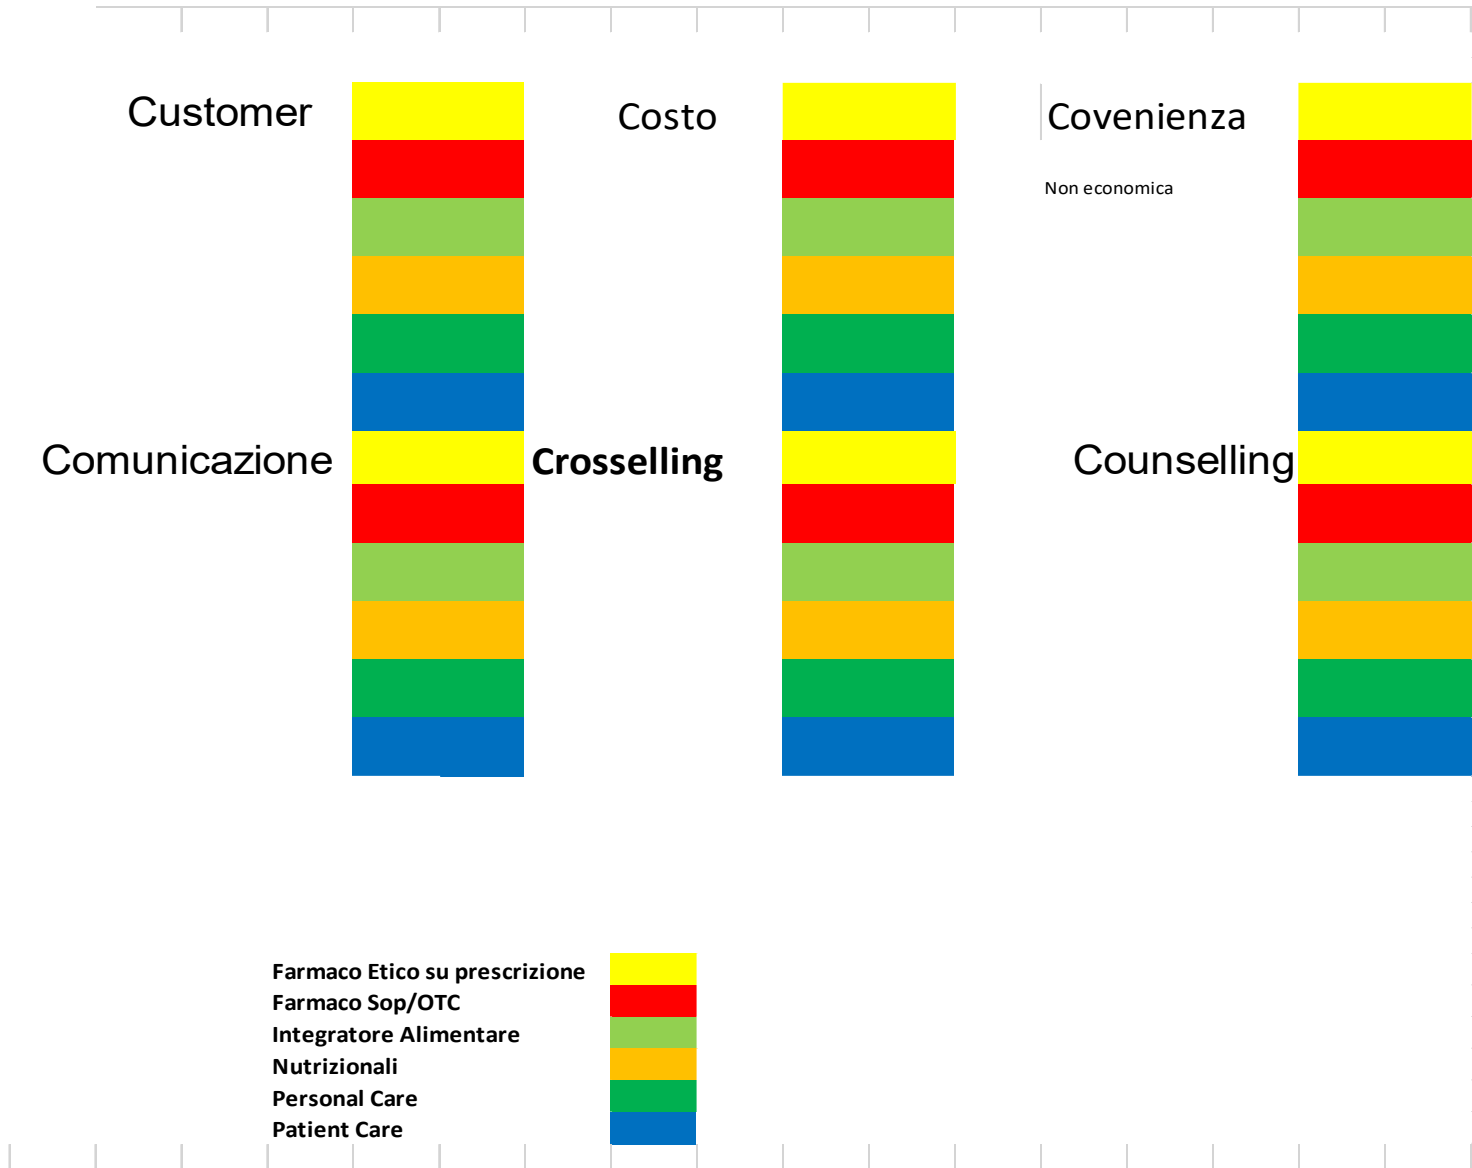 Customer
Costo
Covenienza
Non economica
Comunicazione
Crosselling
Counselling
Farmaco Etico su prescrizione
Farmaco Sop/OTC
Integratore Alimentare
Nutrizionali
Personal Care
Patient Care